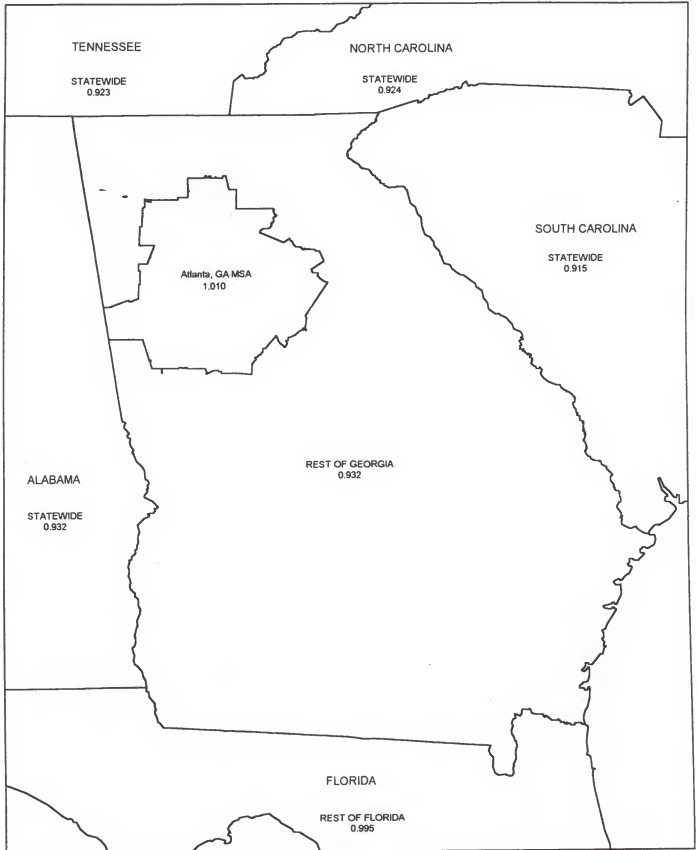 TENNESSEE
STATEWIDE
0.923
NORTH CAROLINA
STATEWIDE
0.924
SOUTH CAROLINA
STATEWIDE
0.915
Atlanta, GA MSA
1.010
REST OF GEORGIA
0.932
ALABAMA
STATEWIDE
0.932
FLORIDA
REST OF FLORIDA
0.995